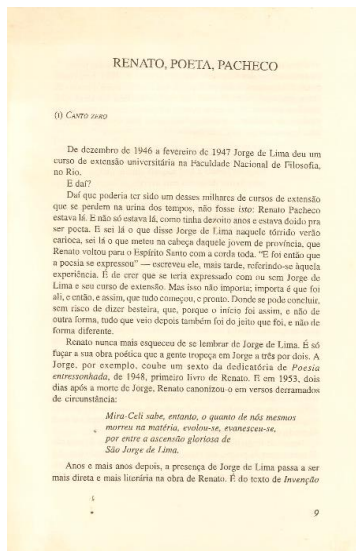 RENATO, POETA, PACHECO
(I) CANTO ZERO
De dezembro de 1946 a fevereiro de 1947 Jorge de Lima deu um
curso de extensão universitária na Faculdade Nacional de Filosofia,
no Rio.
E daí?
Daí que poderia ter sido um desses milhares de cursos de extensão
que se perdem na urina dos tempos, não fosse isto: Renato Pacheco
estava lá. E não só estava lá, como tinha dezoito anos e estava doido pra
ser poeta. E sei lá o que disse Jorge de Lima naquele tórrido verão
carioca, sei lá o que meteu na cabeça daquele jovem de província, que
Renato voltou para o Espírito Santo com a corda toda. "E foi então que
a poesia se expressou" — escreveu ele, mais tarde, referindo-se àquela
experiência. É de crer que se teria expressado com ou sem Jorge de
Lima e seu curso de extensão. Mas isso não importa; importa é que foi
ali, e então, e assim, que tudo começou, e pronto. Donde se pode concluir,
sem risco de dizer besteira, que, porque o início foi assim, e não de
outra forma, tudo que veio depois também foi do jeito que foi, e não de
forma diferente.
Renato nunca mais esqueceu de se lembrar de Jorge de Lima. É só
fuçar a sua obra poética que a gente tropeça em Jorge a três por dois. A
Jorge, por exemplo, coube um sexto da dedicatória de Poesia
entressonhada, de 1948, primeiro livro de Renato. E em 1953, dois
dias após a morte de Jorge, Renato canonizou-o em versos derramados
de circunstância:
Mira-Celi sabe, entanto, o quanto de nós mesmos
morreu na matéria, evolou-se, evanesceu-se,
por entre a ascensão gloriosa de
São Jorge de Lima.
Anos e mais anos depois, a presença de Jorge de Lima passa a ser
mais direta e mais literária na obra de Renato. É do texto de Invenção
9